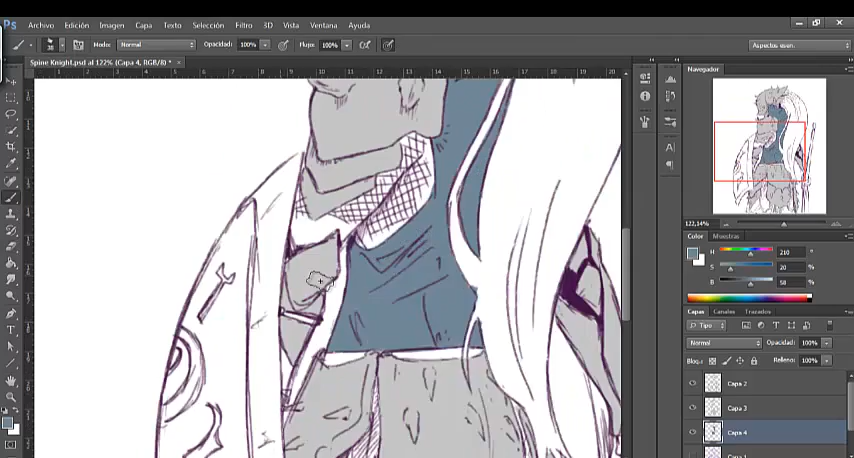 Ps Archivo Edición Imagen Capa Texto Selección Filtro 3D Vista Ventana Ayuda
38 Modo: Normal Opacidad: 100% Flujo: 100% Aspectos esen.
Spine Knight.psd al 122% (Capa 4, RGB/8) * ×
Navegador
122,14%
Color Muestras
H 210 °
S 20 %
B 58 %
Capas Canales Trazados
Tipo
Normal Opacidad: 100%
Bloq.: Relleno: 100%
Capa 2
Capa 3
Capa 4